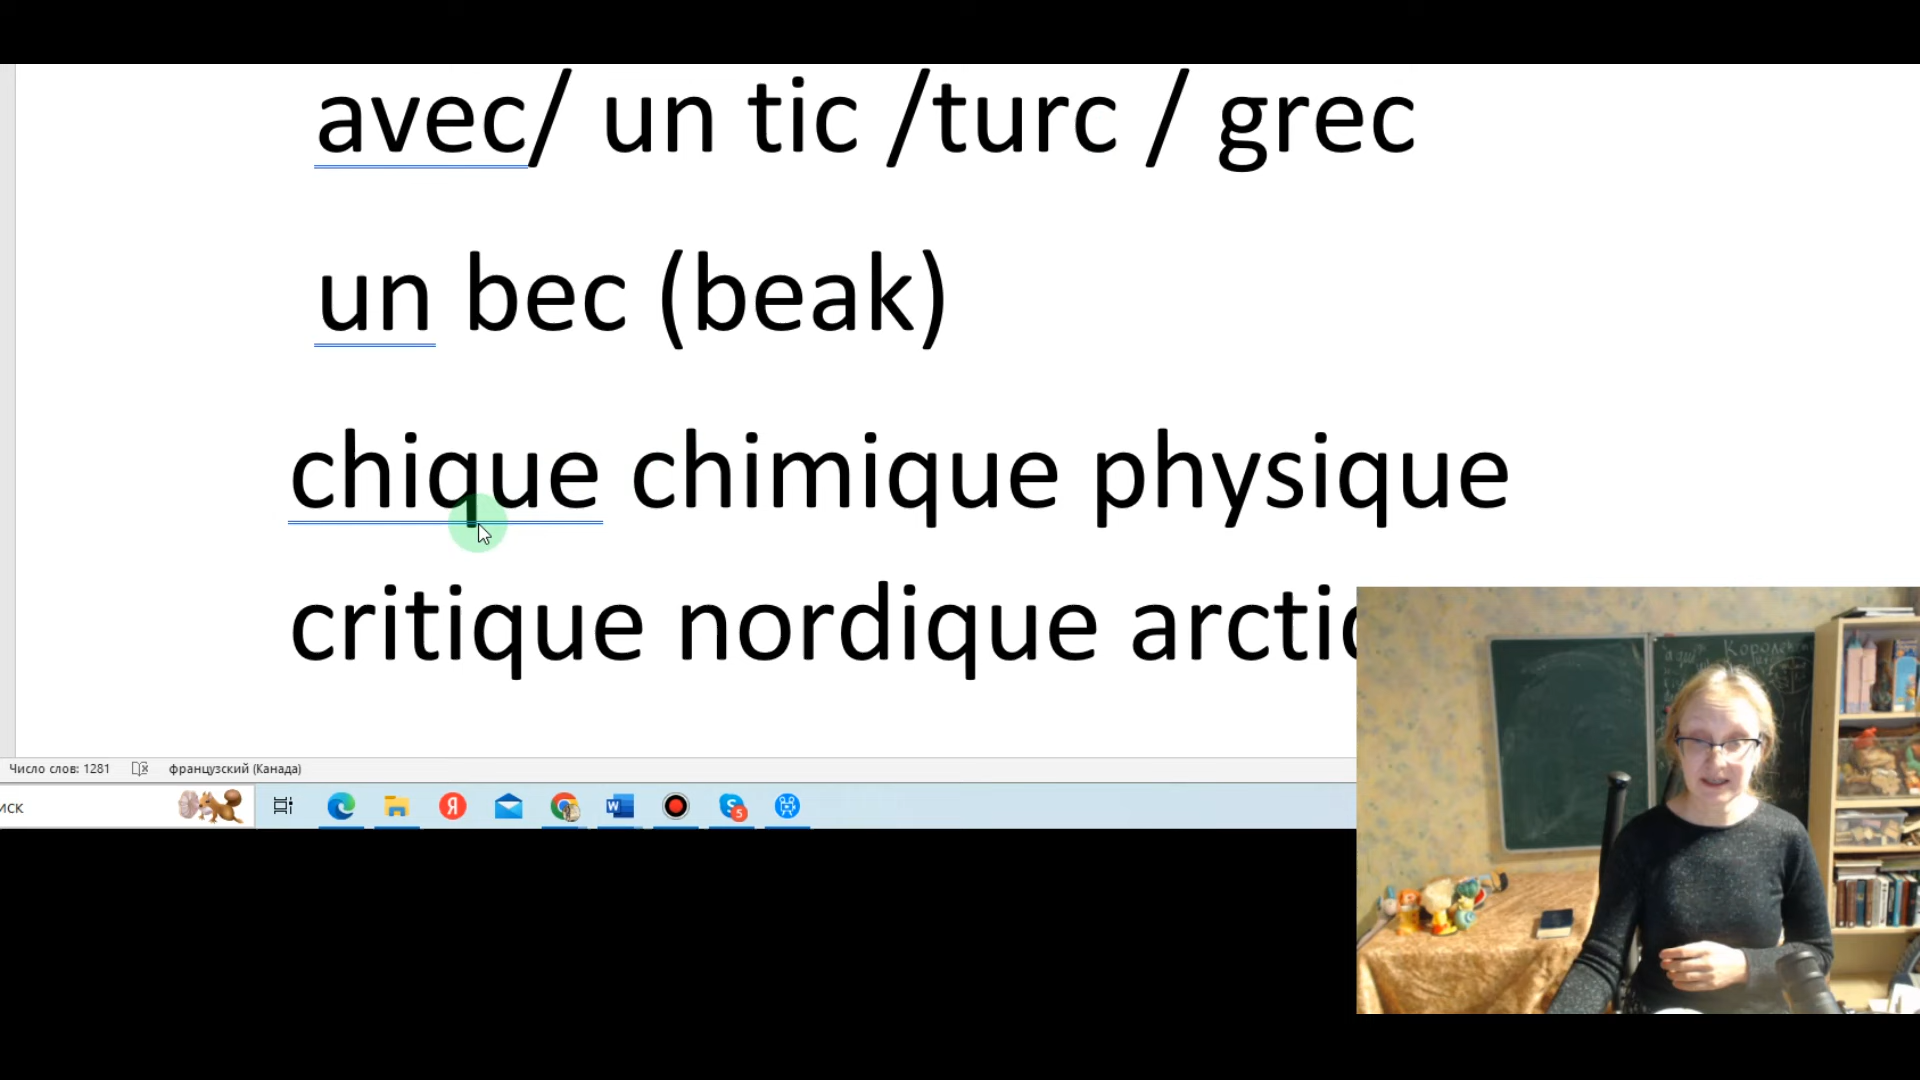 avec/ un tic /turc / grec
un bec (beak)
chique chimique physique
critique nordique
Число слов: 1281 французский (Канада)
иск
Я
5